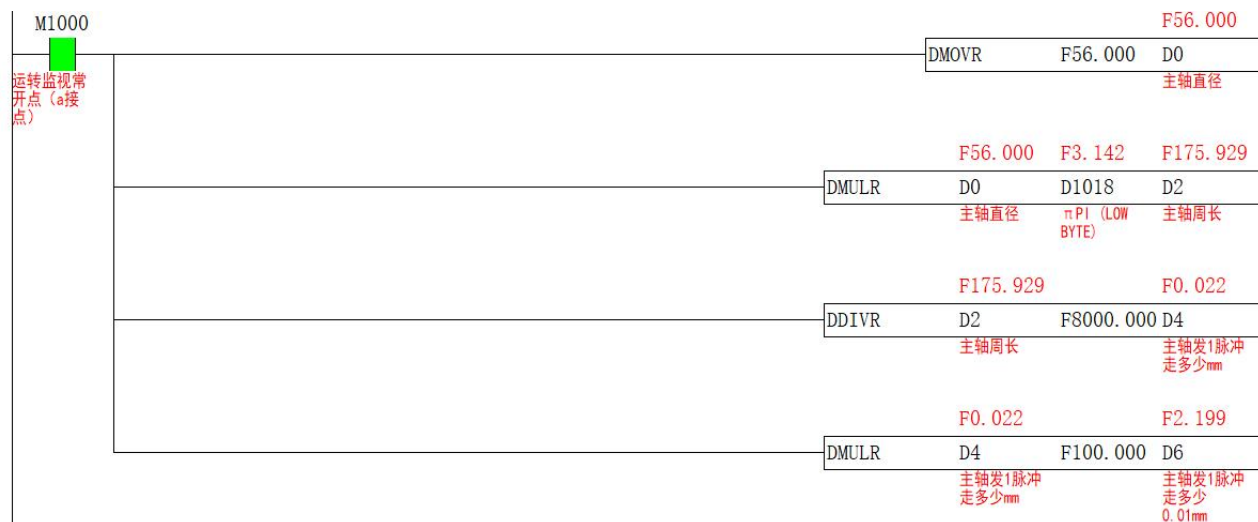 F56.000
M1000
DMOVR F56.000 D0
主轴直径
运转监视常
开点（a接
点）
F56.000 F3.142 F175.929
DMULR D0 D1018 D2
主轴直径 πPI (LOW 主轴周长
BYTE)
F175.929 F0.022
DDIVR D2 F8000.000 D4
主轴周长 主轴发1脉冲
走多少mm
F0.022 F2.199
DMULR D4 F100.000 D6
主轴发1脉冲 主轴发1脉冲
走多少mm 走多少
0.01mm